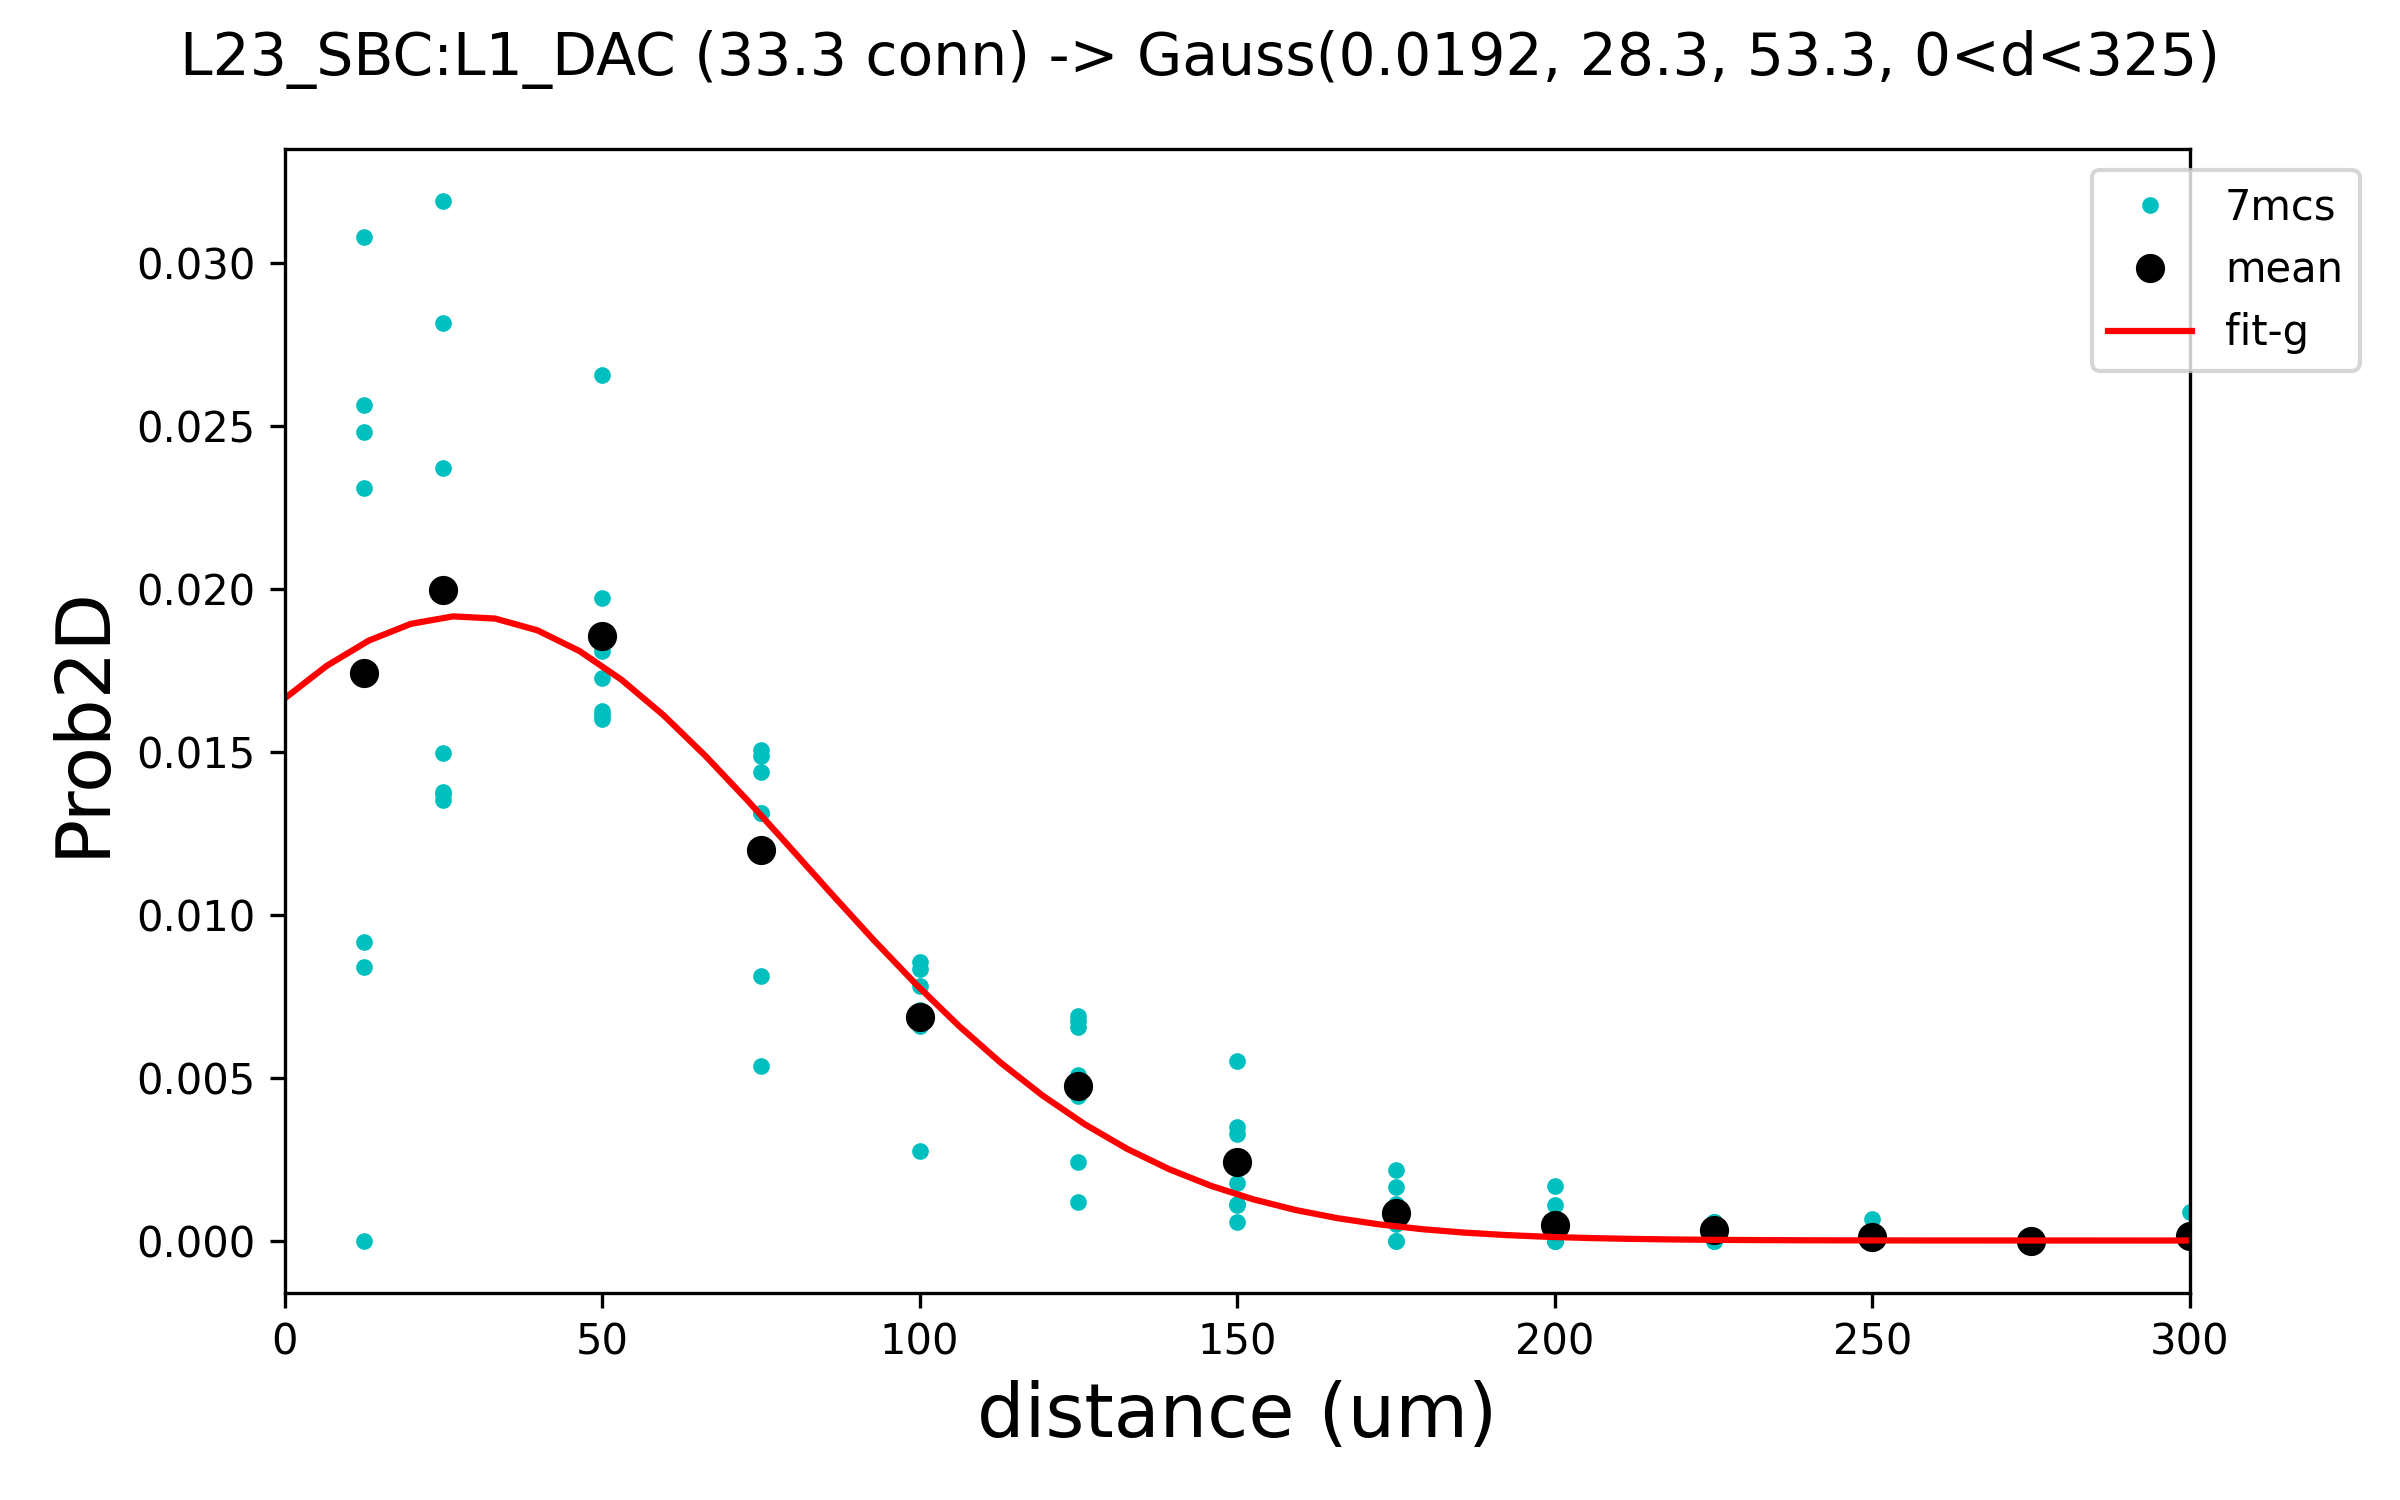 L23_SBC:L1_DAC (33.3 conn) -> Gauss(0.0192, 28.3, 53.3, 0<d<325)
7mcs
mean
fit-g
Prob2D
0.030
0.025
0.020
0.015
0.010
0.005
0.000
0 50 100 150 200 250 300
distance (um)